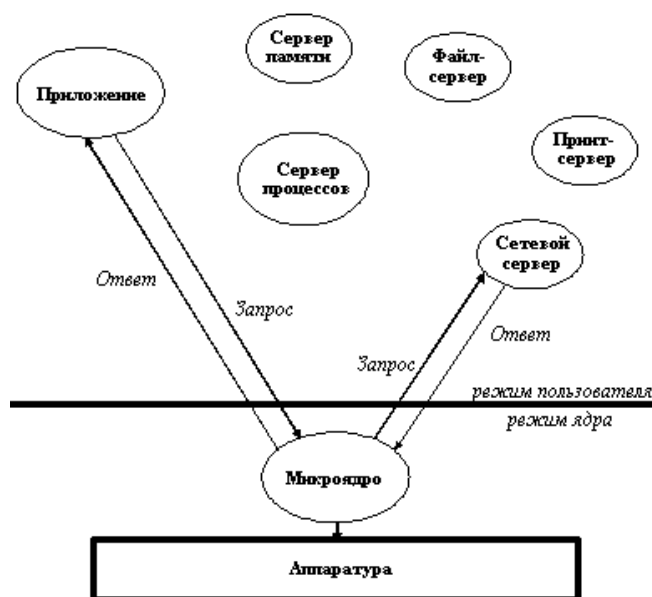 Сервер
памяти
Файл-
сервер
Приложение
Принт-
сервер
Сервер
процессов
Сетевой
сервер
Ответ
Запрос
Ответ
Запрос
режим пользователя
режим ядра
Микроядро
Аппаратура